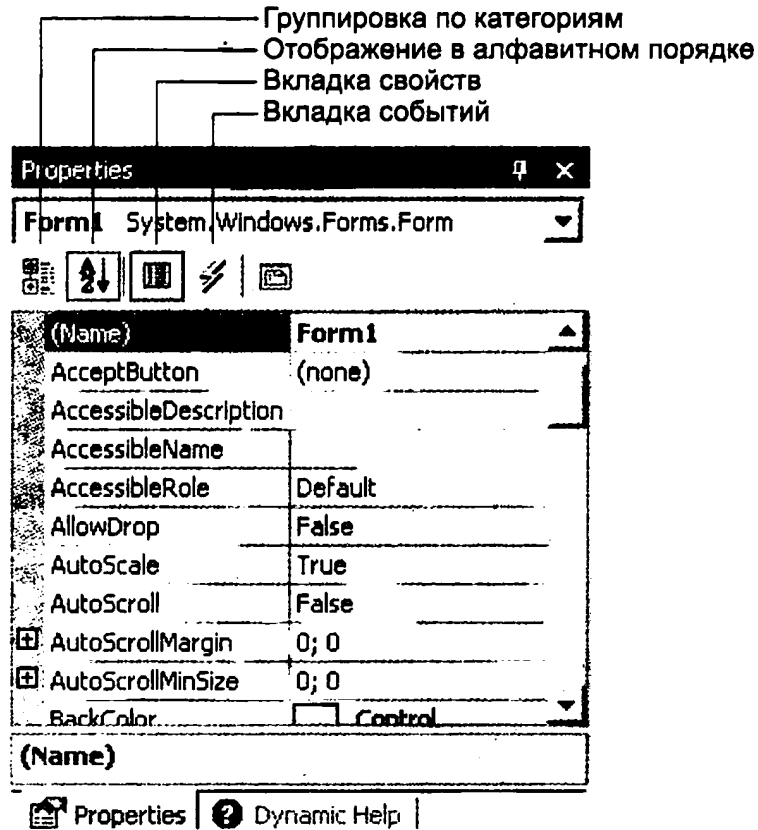 Группировка по категориям
Отображение в алфавитном порядке
Вкладка свойств
Вкладка событий
Properties
Form1 System.Windows.Forms.Form
(Name) Form1
AcceptButton (none)
AccessibleDescription
AccessibleName
AccessibleRole Default
AllowDrop False
AutoScale True
AutoScroll False
AutoScrollMargin 0; 0
AutoScrollMinSize 0; 0
BackColor Control
(Name)
Properties Dynamic Help